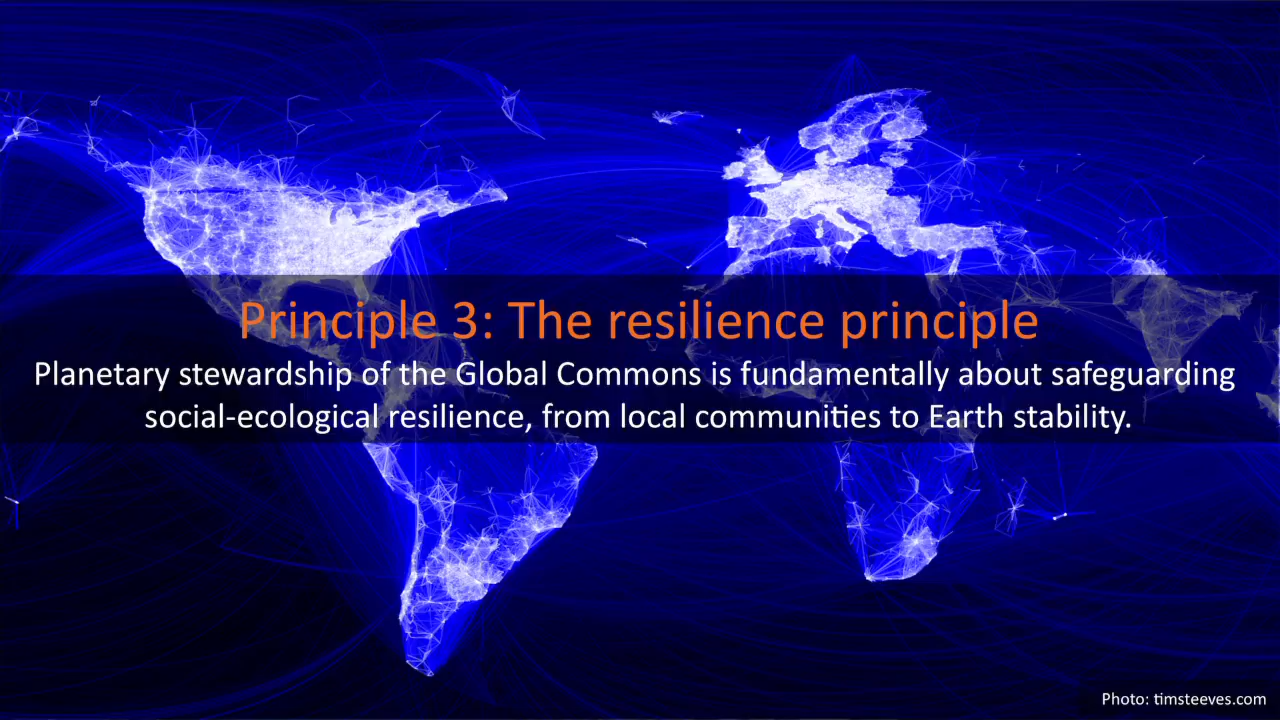 Principle 3: The resilience principle
Planetary stewardship of the Global Commons is fundamentally about safeguarding
social-ecological resilience, from local communities to Earth stability.
Photo: timsteeves.com